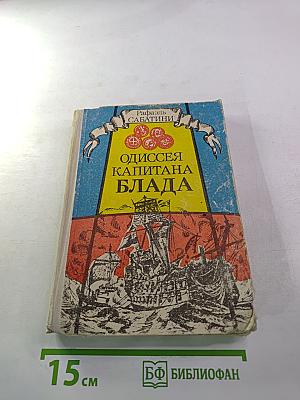 Рафаэль
САБАТИНИ
ОДИССЕЯ
КАПИТАНА
БЛАДА
15 см
БФ БИБЛИОФАН